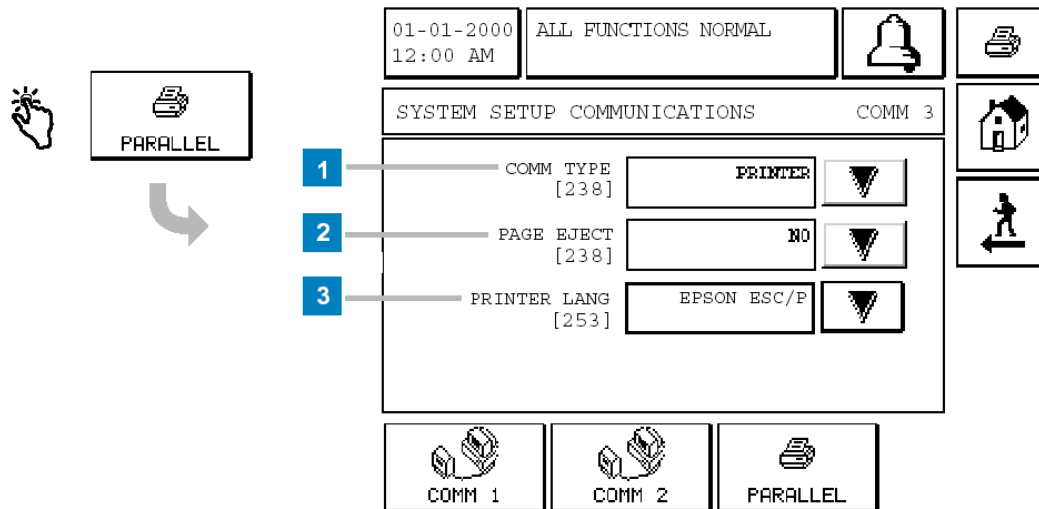 01-01-2000
12:00 AM
ALL FUNCTIONS NORMAL
PARALLEL
SYSTEM SETUP COMMUNICATIONS COMM 3
1 COMM TYPE PRINTER
[238]
2 PAGE EJECT NO
[238]
3 PRINTER LANG EPSON ESC/P
[253]
COMM 1 COMM 2 PARALLEL